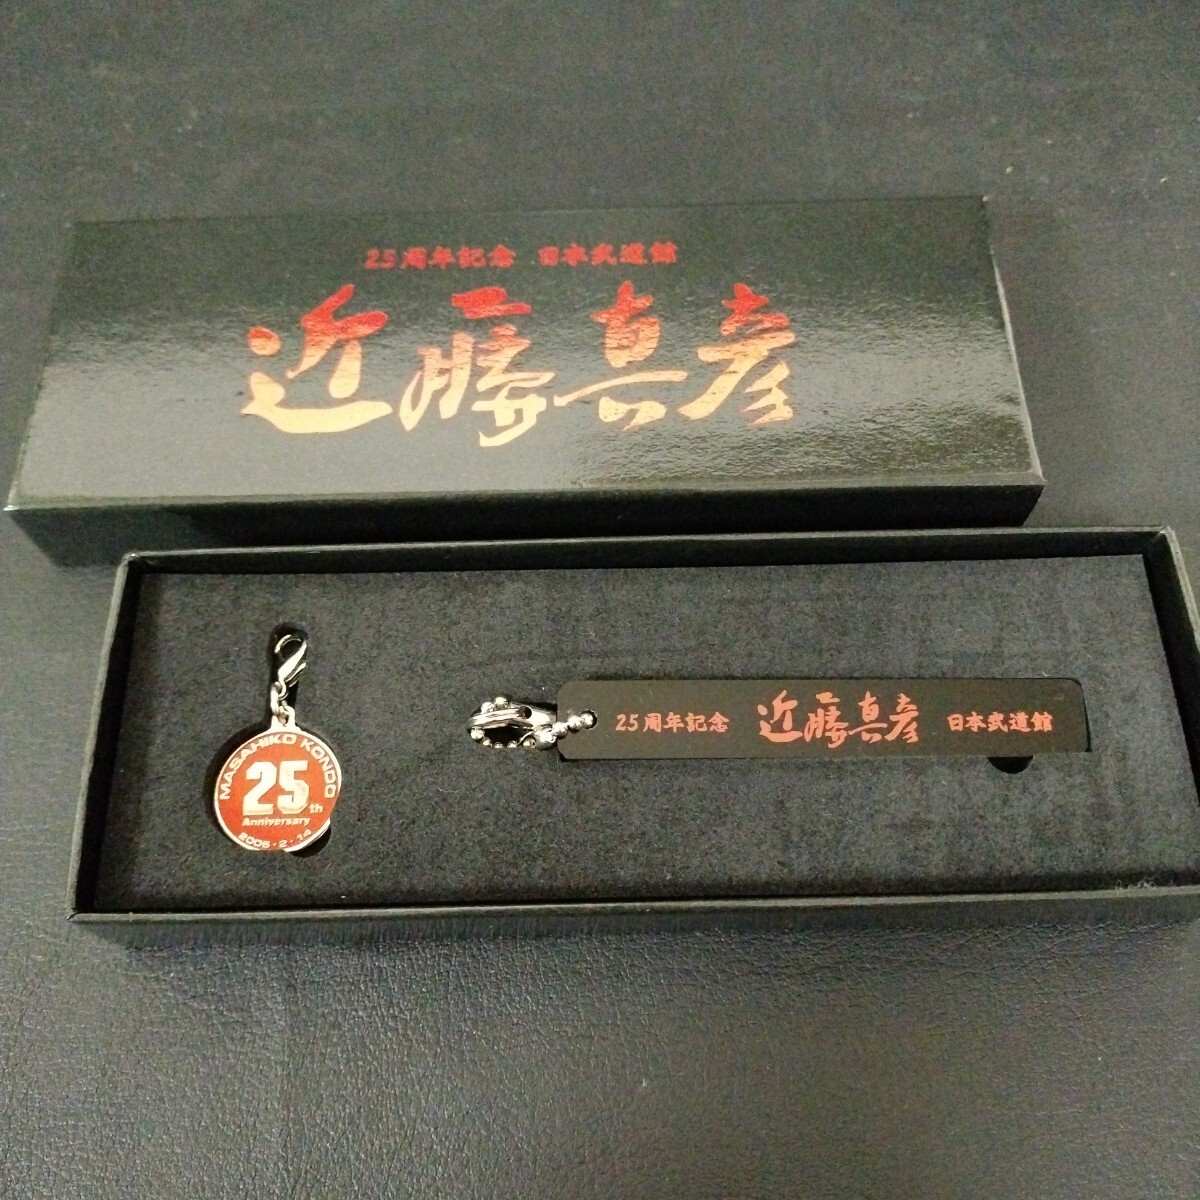 25周年記念 日本武道館
近藤真彦
MASAHIKO KONDO
25th
Anniversary
2005・2・14
25周年記念 近藤真彦 日本武道館